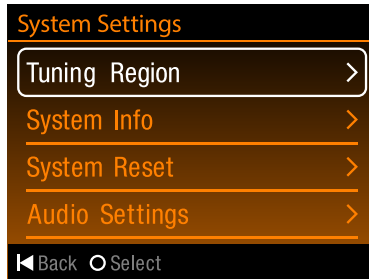 System Settings
Tuning Region
System Info
System Reset
Audio Settings
Back Select